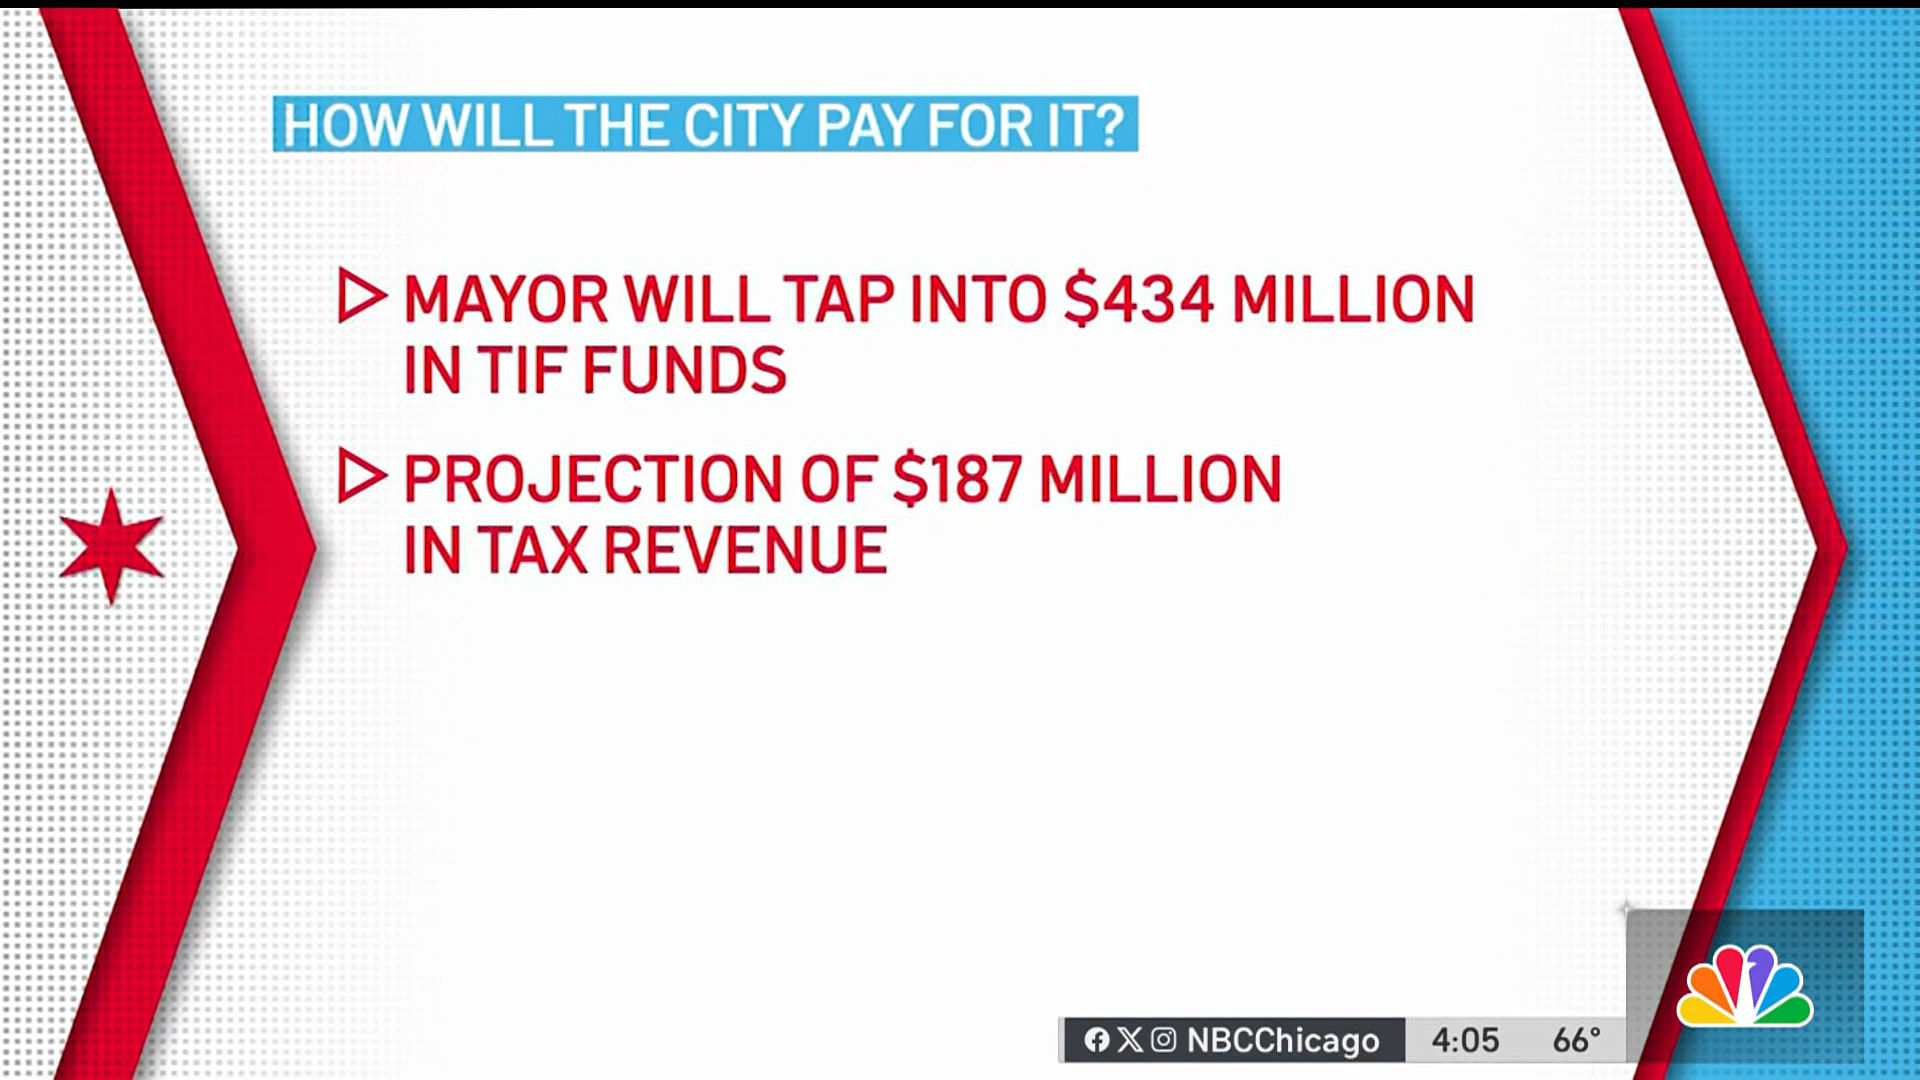 HOW WILL THE CITY PAY FOR IT?
MAYOR WILL TAP INTO $434 MILLION
IN TIF FUNDS
PROJECTION OF $187 MILLION
IN TAX REVENUE
NBCChicago 4:05 66°